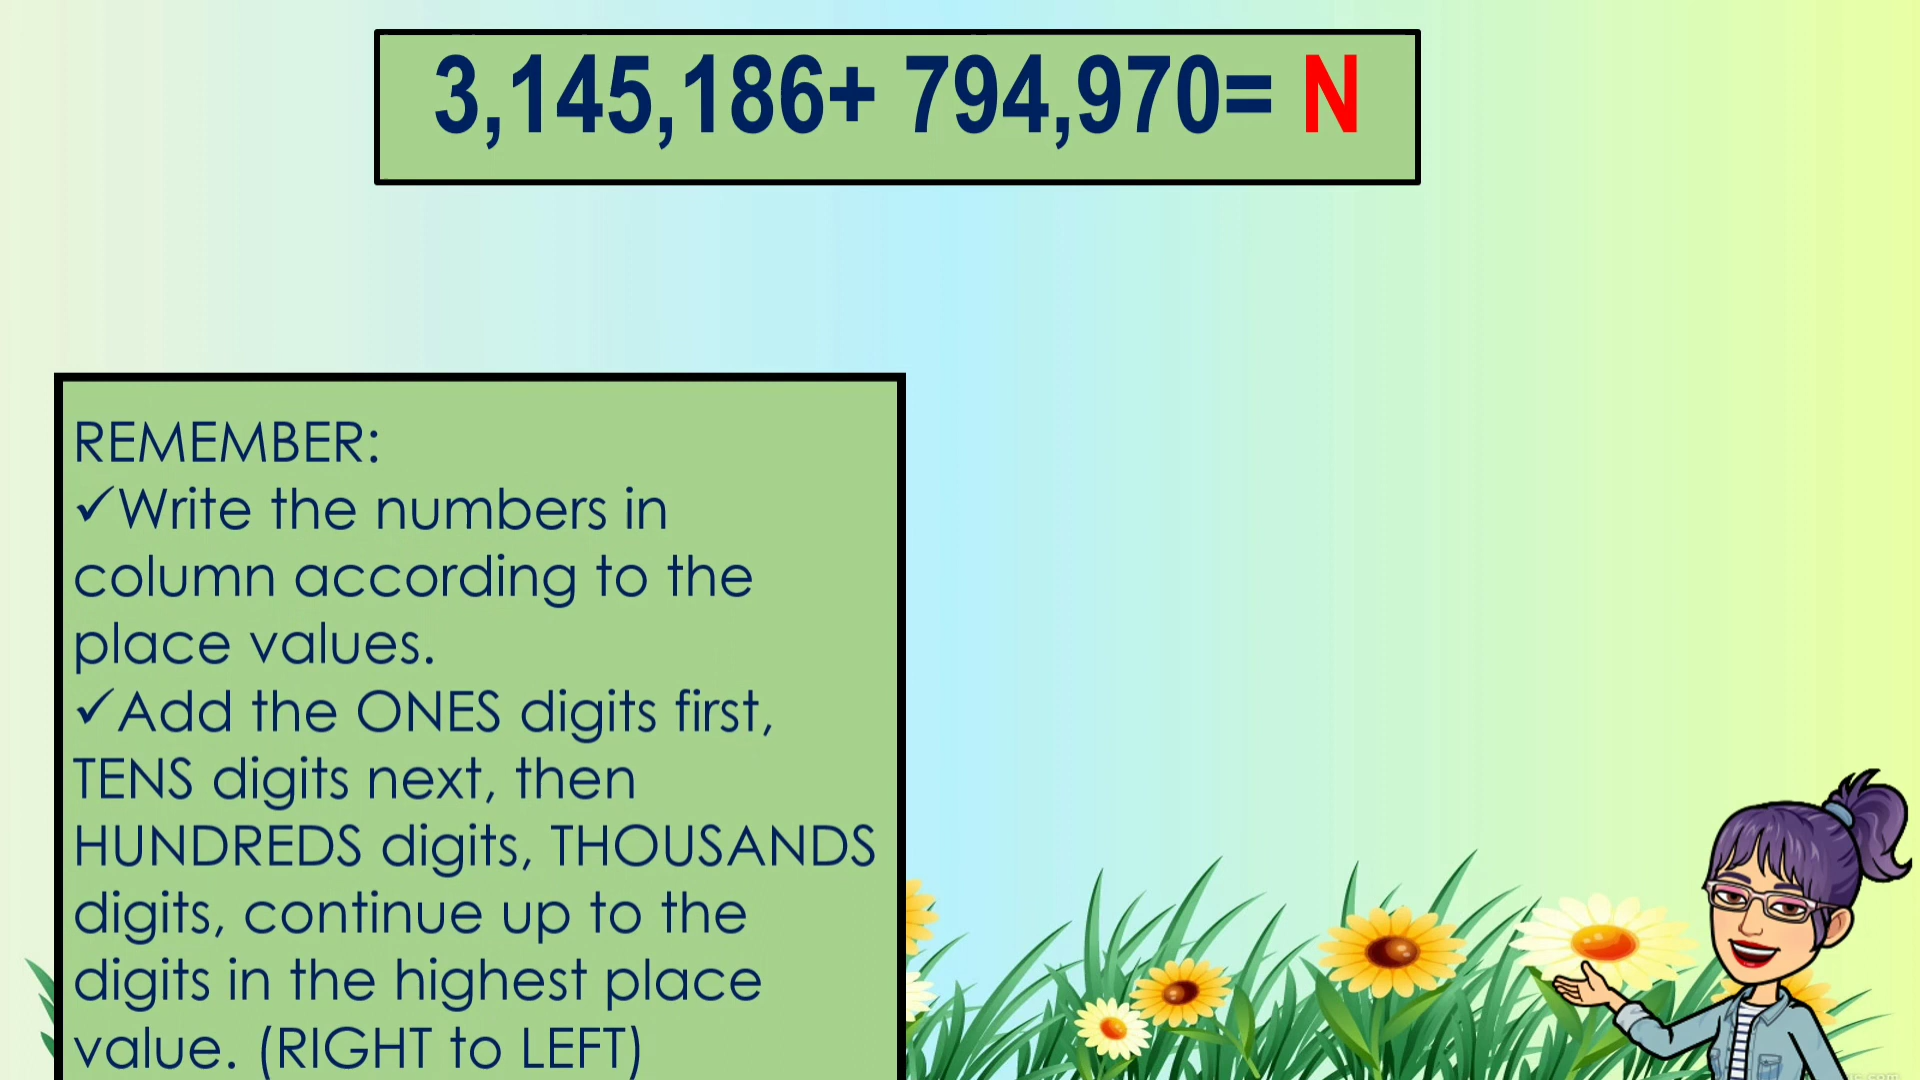 3,145,186+ 794,970= N
REMEMBER:
✓Write the numbers in
column according to the
place values.
✓Add the ONES digits first,
TENS digits next, then
HUNDREDS digits, THOUSANDS
digits, continue up to the
digits in the highest place
value. (RIGHT to LEFT)